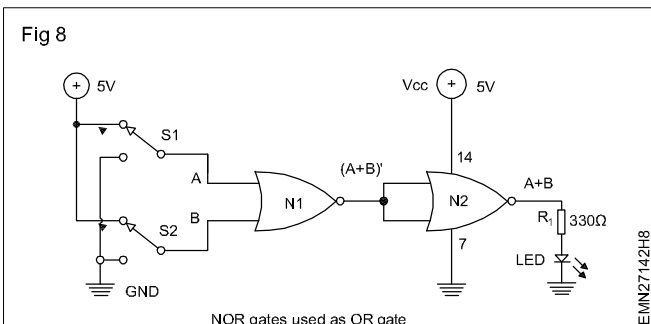 Fig 8
5V
Vcc
5V
S1
A
(A+B)'
14
A+B
N1
N2
B
R1
330Ω
S2
7
LED
GND
NOR gates used as OR gate
EMN27142H8